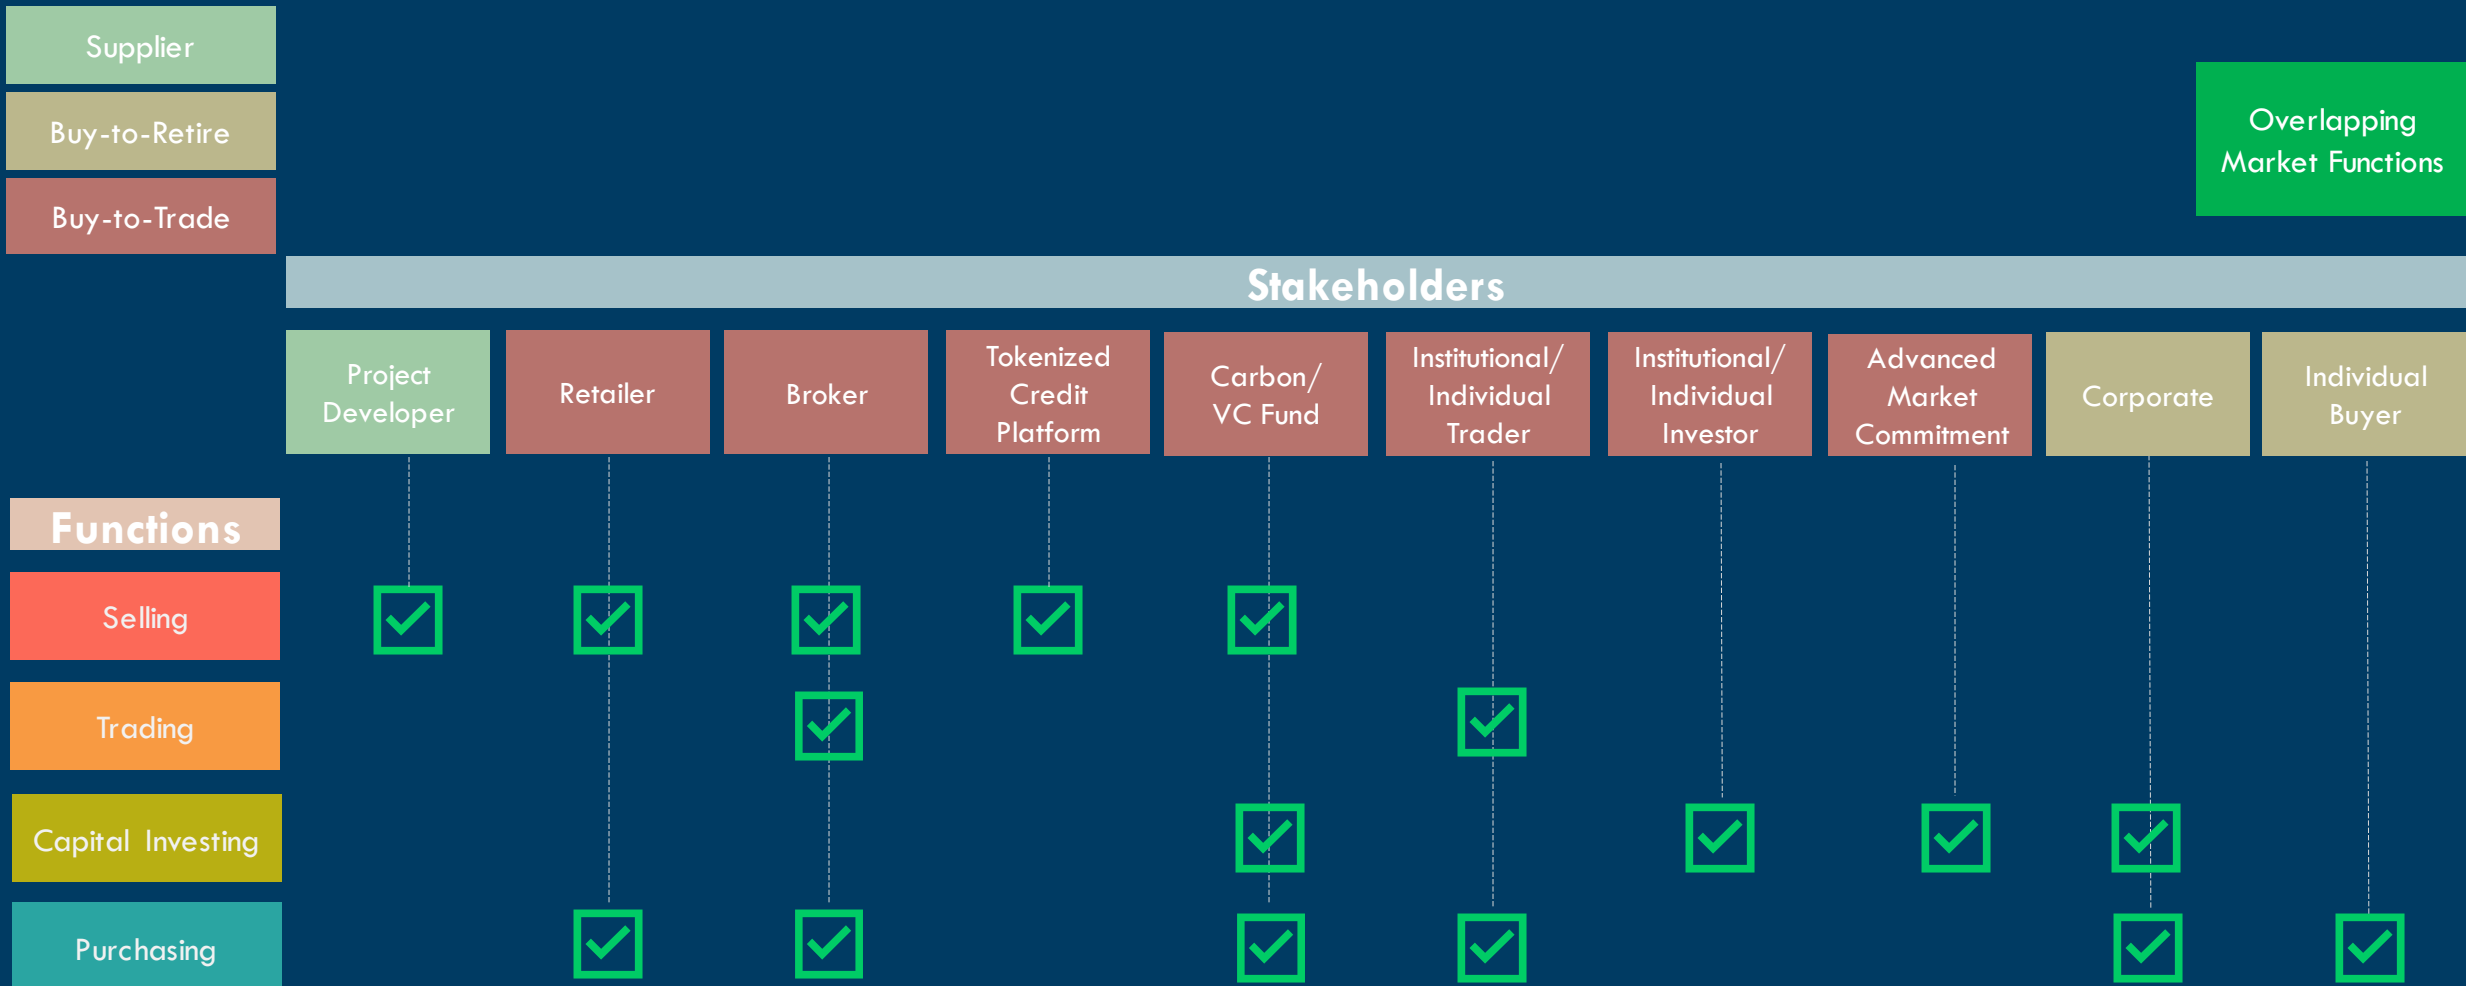 Supplier
Buy-to-Retire
Buy-to-Trade
Overlapping
Market Functions
Stakeholders
Project
Developer
Retailer
Broker
Tokenized
Credit
Platform
Carbon/
VC Fund
Institutional/
Individual
Trader
Institutional/
Individual
Investor
Advanced
Market
Commitment
Corporate
Individual
Buyer
Functions
Selling
Trading
Capital Investing
Purchasing